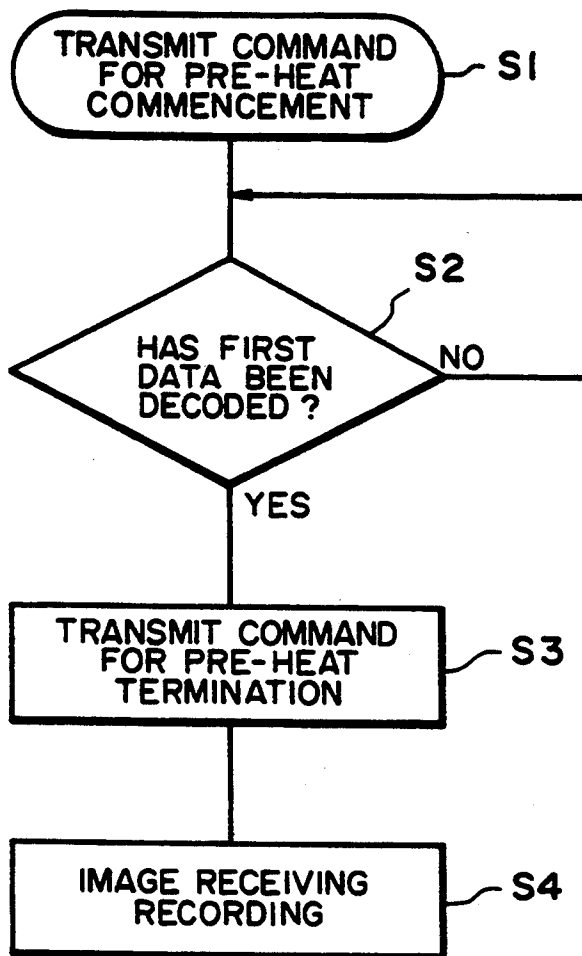 TRANSMIT COMMAND
FOR PRE-HEAT
COMMENCEMENT
S1
S2
HAS FIRST
DATA BEEN
DECODED ?
NO
YES
TRANSMIT COMMAND
FOR PRE-HEAT
TERMINATION
S3
IMAGE RECEIVING
RECORDING
S4